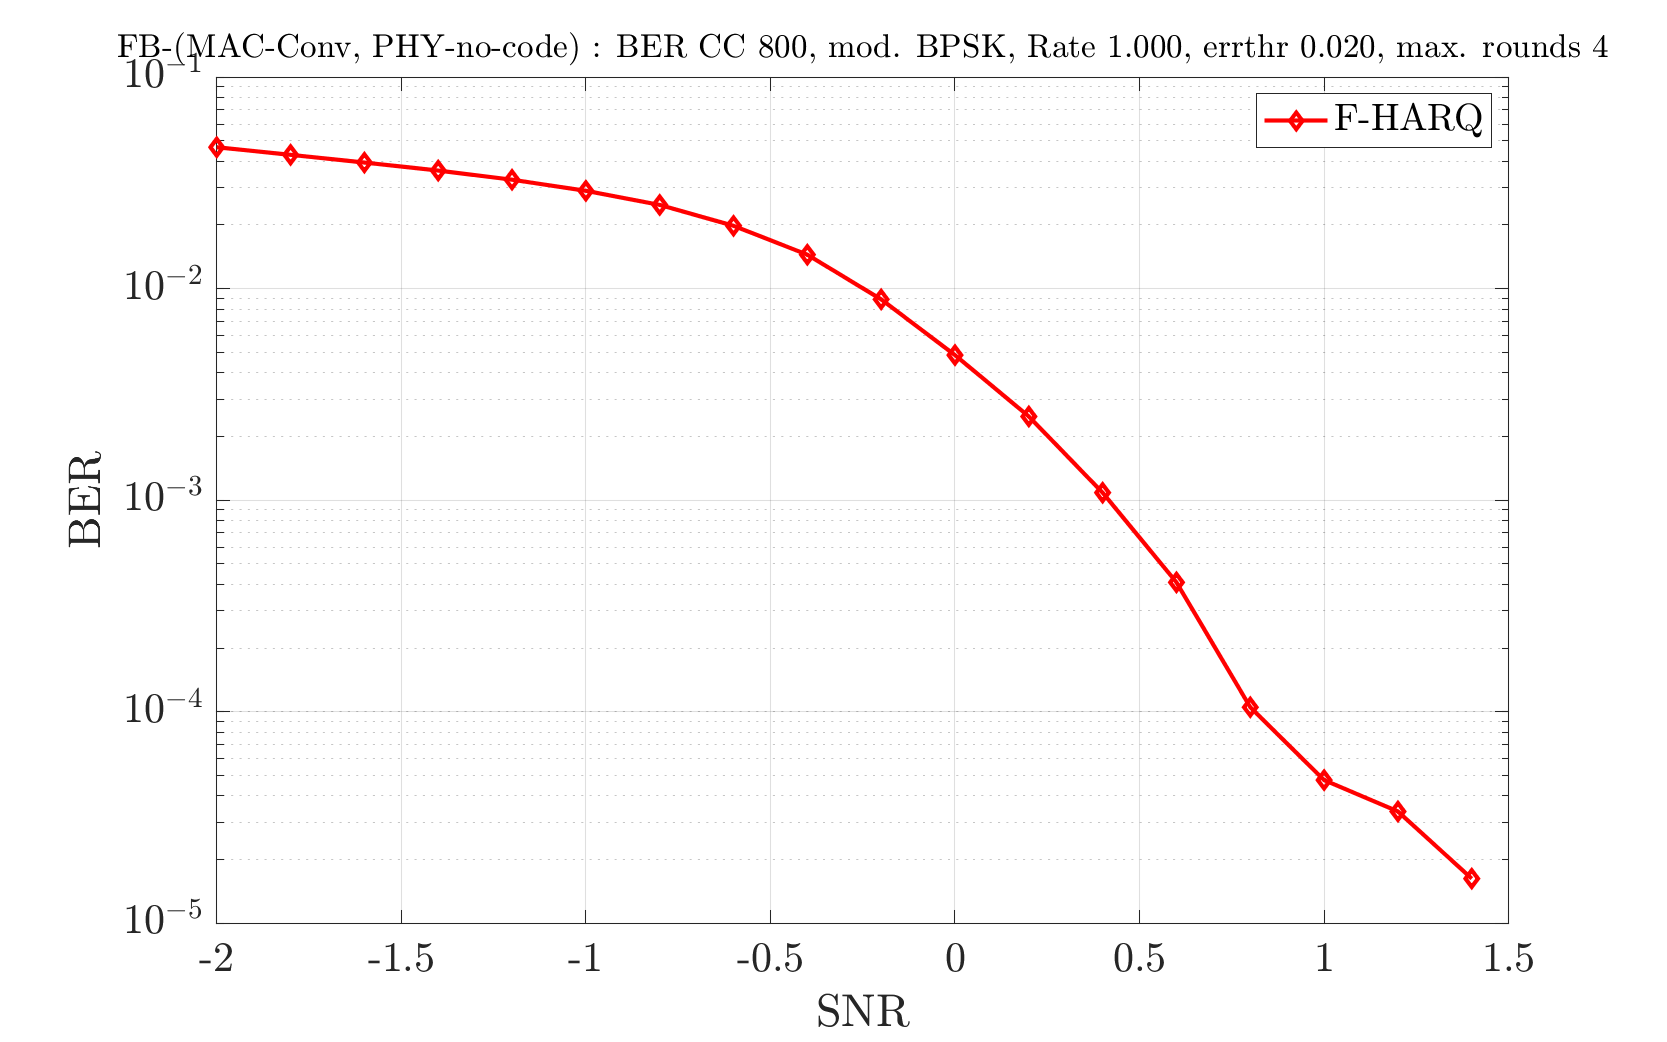 FB-(MAC-Conv, PHY-no-code) : BER CC 800, mod. BPSK, Rate 1.000, errthr 0.020, max. rounds 4
F-HARQ
BER
10^{-1}
10^{-2}
10^{-3}
10^{-4}
10^{-5}
-2 -1.5 -1 -0.5 0 0.5 1 1.5
SNR